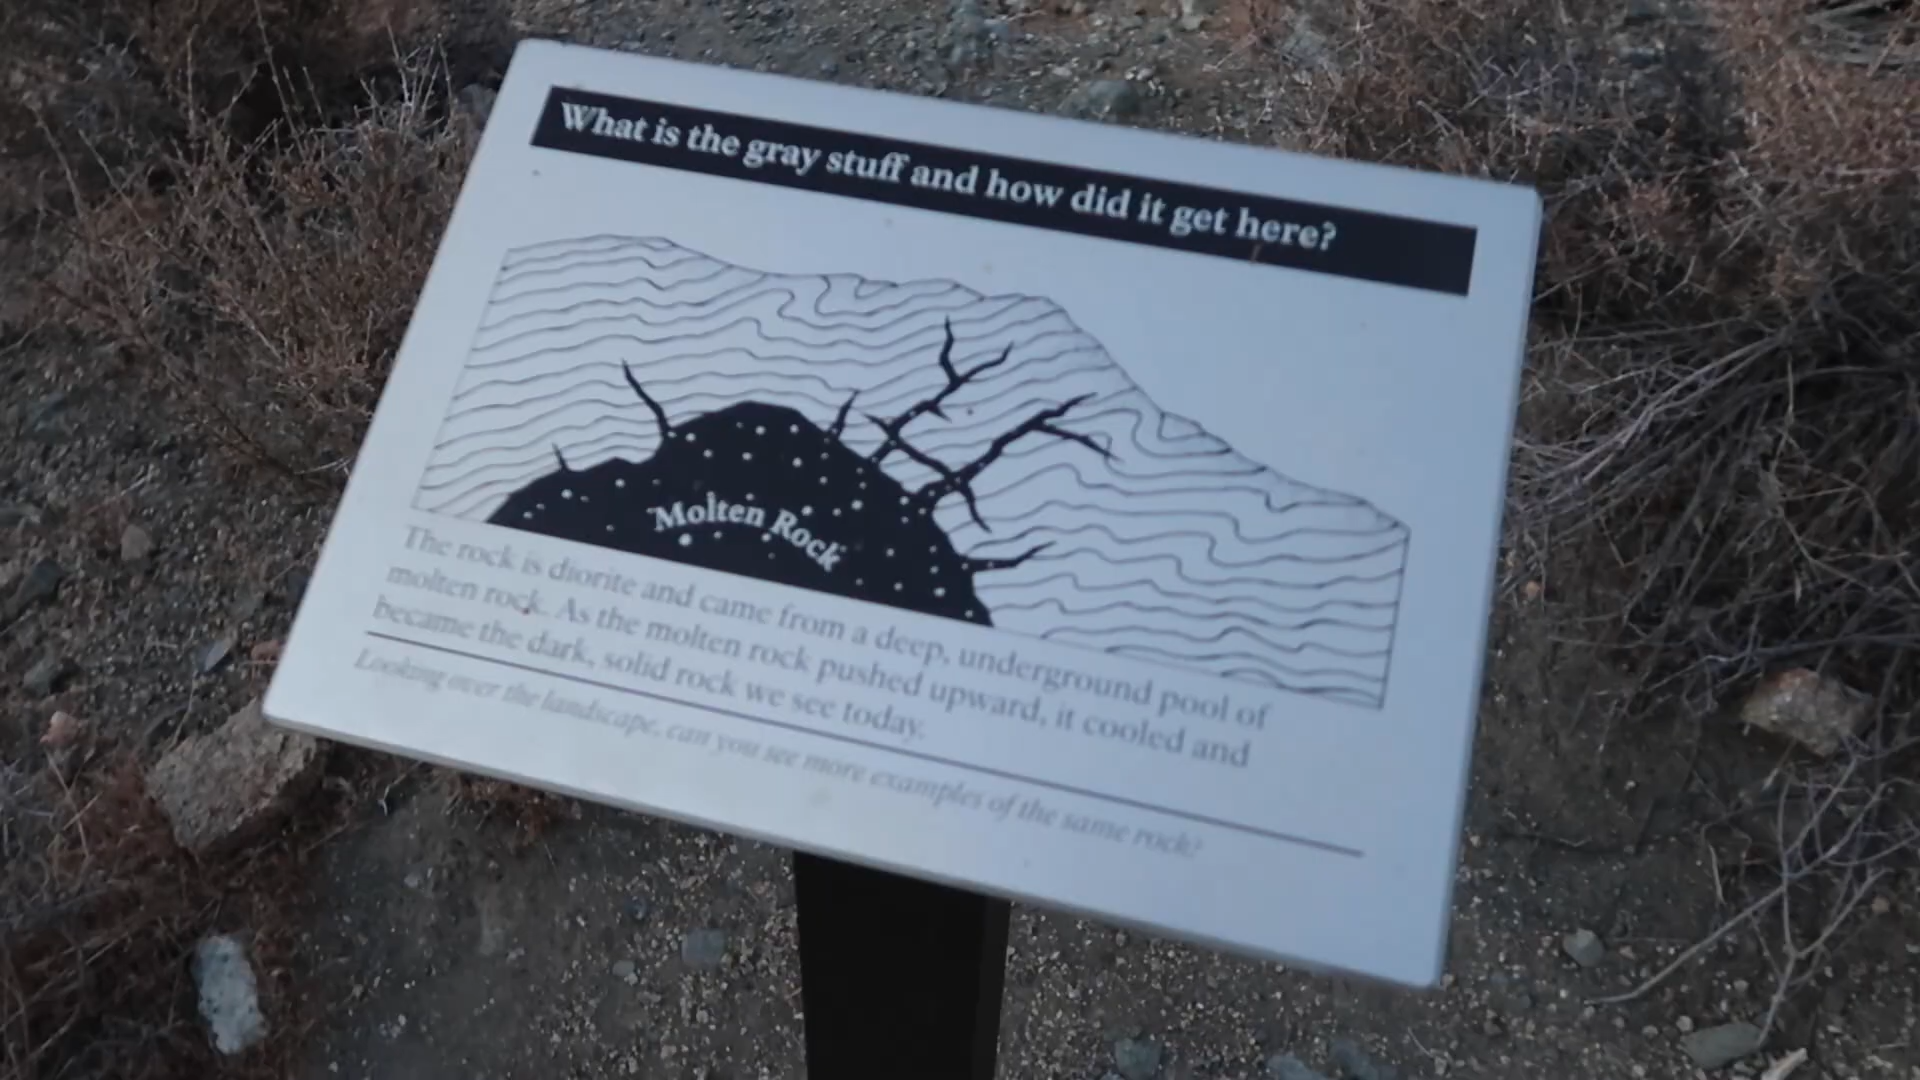 What is the gray stuff and how did it get here?
Molten Rock
The rock is diorite and came from a deep, underground pool of
molten rock. As the molten rock pushed upward, it cooled and
became the dark, solid rock we see today.
Looking over the landscape, can you see more examples of the same rock?